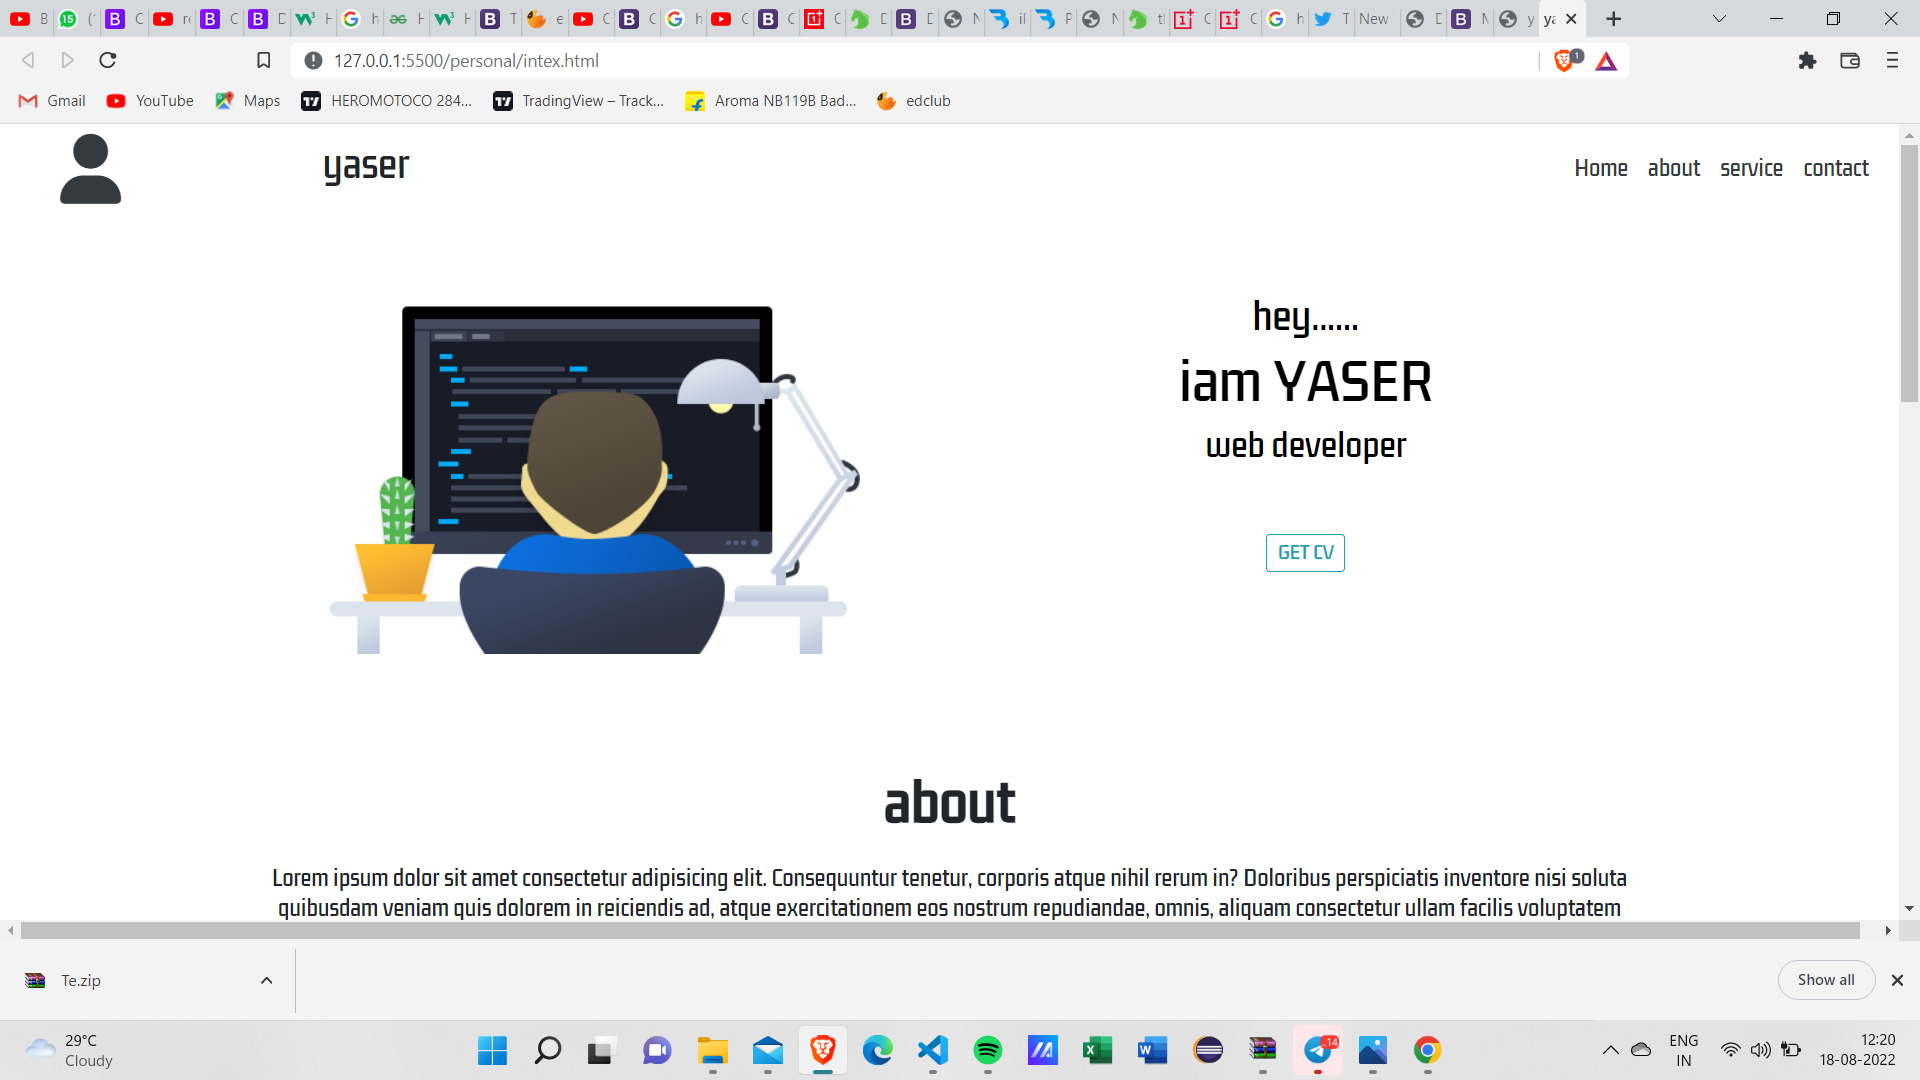 127.0.0.1:5500/personal/intex.html
Gmail
YouTube
Maps
HEROMOTOCO 284...
TradingView – Track...
Aroma NB119B Bad...
edclub
yaser
Home
about
service
contact
hey......
iam YASER
web developer
GET CV
about
Lorem ipsum dolor sit amet consectetur adipisicing elit. Consequuntur tenetur, corporis atque nihil rerum in? Doloribus perspiciatis inventore nisi soluta
quibusdam veniam quis dolorem in reiciendis ad, atque exercitationem eos nostrum repudiandae, omnis, aliquam consectetur ullam facilis voluptatem
Te.zip
Show all
29°C
Cloudy
ENG
IN
12:20
18-08-2022